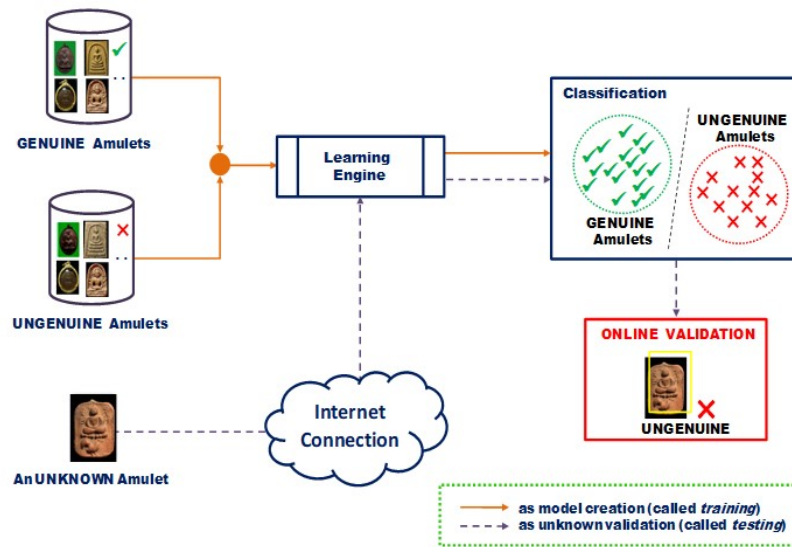 GENUINE Amulets
UNGENUINE Amulets
An UNKNOWN Amulet
Learning
Engine
Internet
Connection
Classification
GENUINE
Amulets
UNGENUINE
Amulets
ONLINE VALIDATION
UNGENUINE
as model creation (called training)
as unknown validation (called testing)